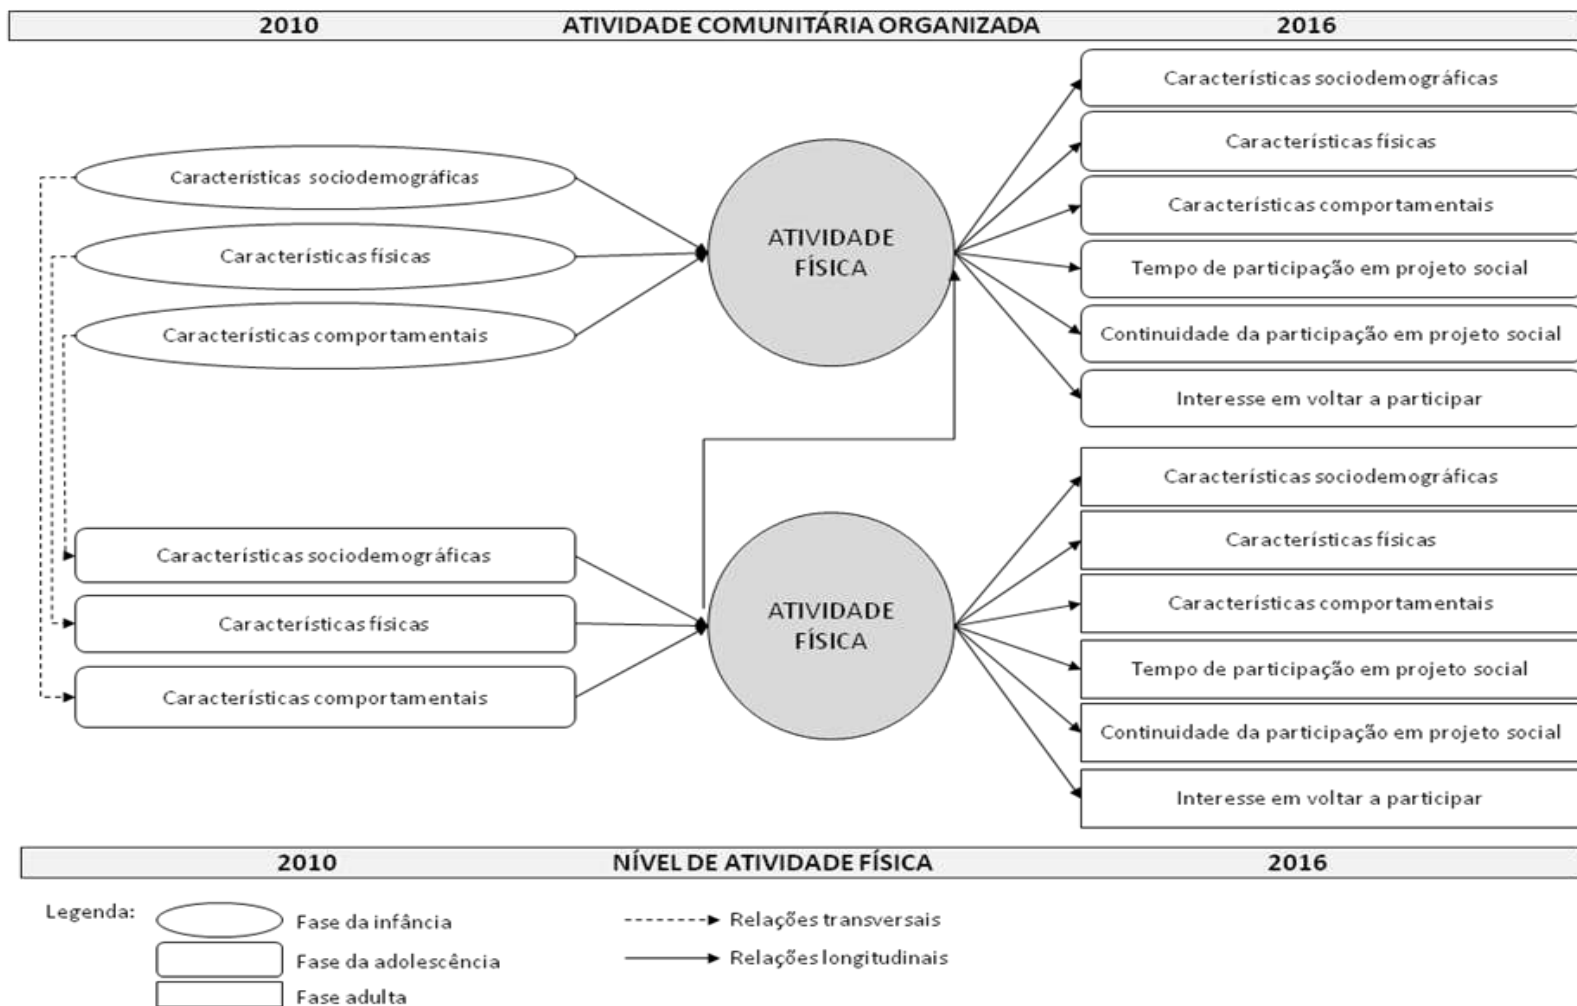 2010 ATIVIDADE COMUNITÁRIA ORGANIZADA 2016
Características sociodemográficas
Características físicas
Características comportamentais
ATIVIDADE
FÍSICA
Características sociodemográficas
Características físicas
Características comportamentais
Tempo de participação em projeto social
Continuidade da participação em projeto social
Interesse em voltar a participar
Características sociodemográficas
Características físicas
Características comportamentais
ATIVIDADE
FÍSICA
Características sociodemográficas
Características físicas
Características comportamentais
Tempo de participação em projeto social
Continuidade da participação em projeto social
Interesse em voltar a participar
2010 NÍVEL DE ATIVIDADE FÍSICA 2016
Legenda:
Fase da infância
Fase da adolescência
Fase adulta
Relações transversais
Relações longitudinais